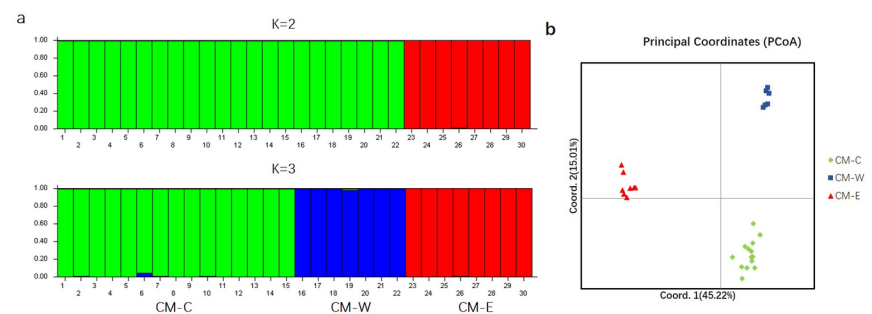 a
K=2
1.00
0.80
0.60
0.40
0.20
0.00
1 3 5 7 9 11 13 15 17 19 21 23 25 27 29
2 4 6 8 10 12 14 16 18 20 22 24 26 28 30
K=3
1.00
0.80
0.60
0.40
0.20
0.00
1 3 5 7 9 11 13 15 17 19 21 23 25 27 29
2 4 6 8 10 12 14 16 18 20 22 24 26 28 30
CM-C CM-W CM-E
b
Principal Coordinates (PCoA)
Coord. 2(15.01%)
Coord. 1(45.22%)
CM-C
CM-W
CM-E